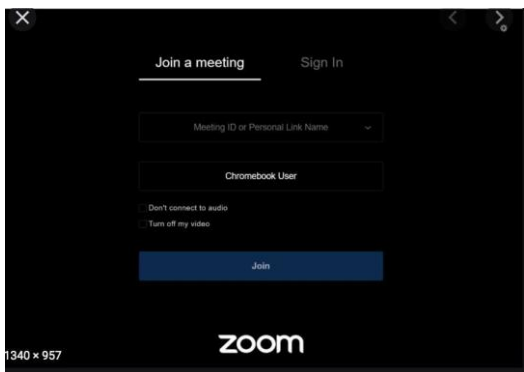 Join a meeting Sign In
Meeting ID or Personal Link Name
Chromebook User
Don't connect to audio
Turn off my video
Join
zoom
1340 × 957